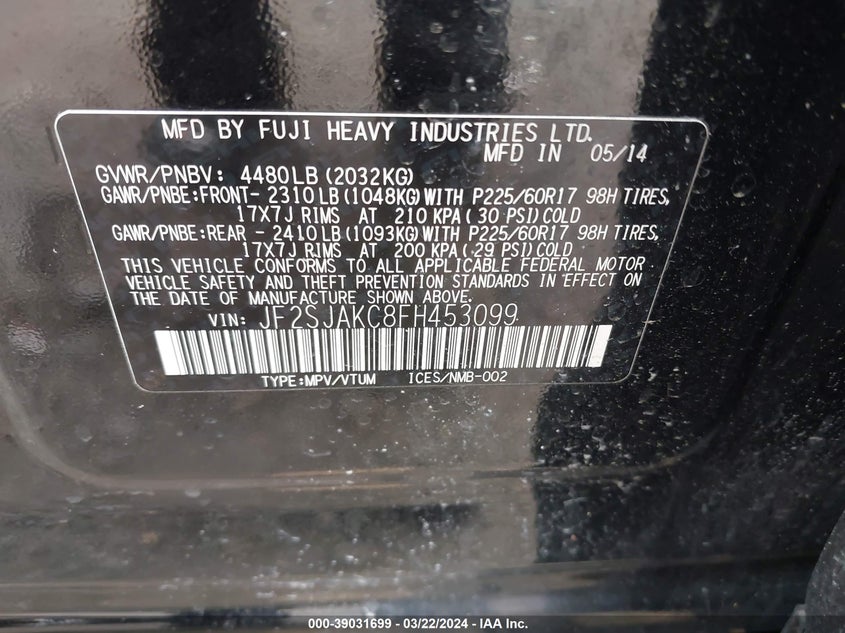 MFD BY FUJI HEAVY INDUSTRIES LTD.
MFD IN 05/14
GVWR/PNBV: 4480LB (2032KG)
GAWR/PNBE:FRONT- 2310LB (1048KG) WITH P225/60R17 98H TIRES,
17X7J RIMS AT 210 KPA (30 PSI) COLD
GAWR/PNBE:REAR - 2410LB (1093KG) WITH P225/60R17 98H TIRES,
17X7J RIMS AT 200 KPA (29 PSI) COLD
THIS VEHICLE CONFORMS TO ALL APPLICABLE FEDERAL MOTOR
VEHICLE SAFETY AND THEFT PREVENTION STANDARDS IN EFFECT ON
THE DATE OF MANUFACTURE SHOWN ABOVE.
VIN: JF2SJAKC8FH453099
TYPE:MPV/VTUM ICES/NMB-002
000-39031699 - 03/22/2024 - IAA Inc.